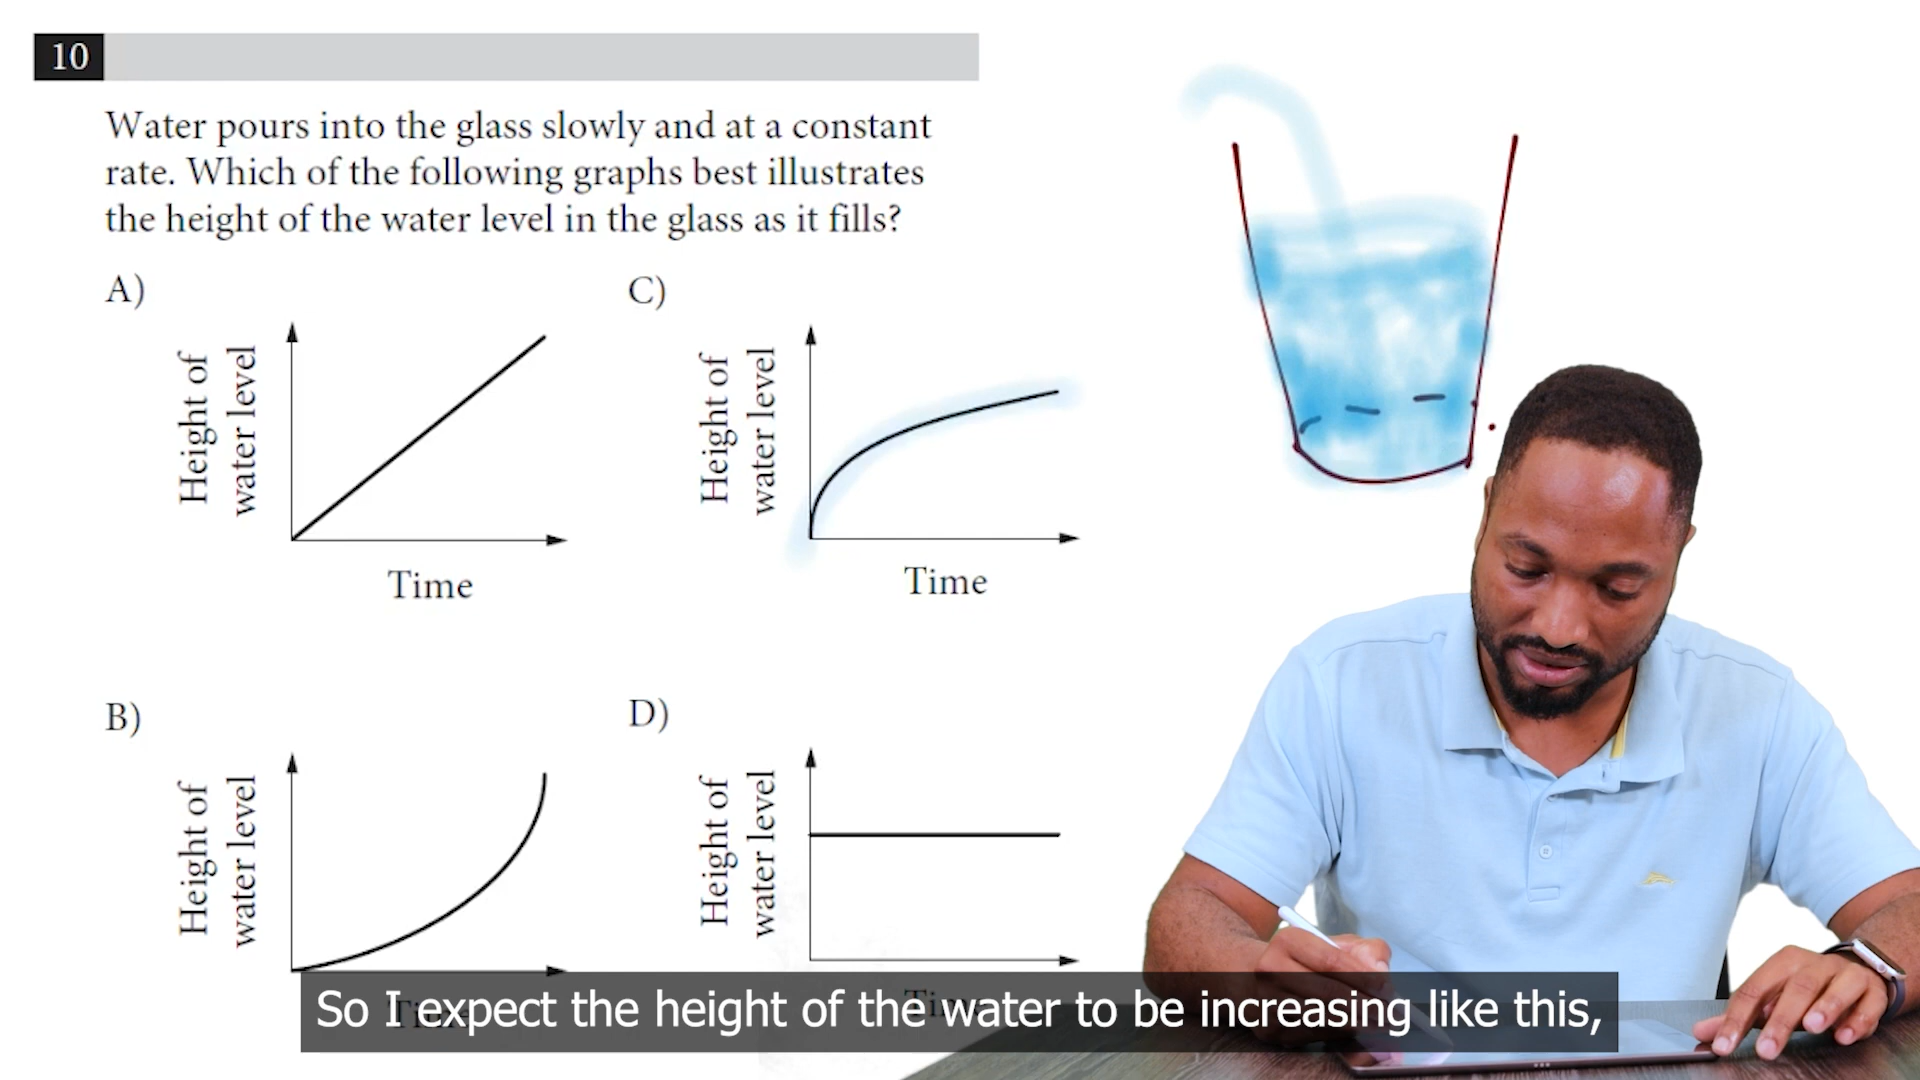 10
Water pours into the glass slowly and at a constant
rate. Which of the following graphs best illustrates
the height of the water level in the glass as it fills?
A)
Height of
water level
Time
B)
Height of
water level
Time
C)
Height of
water level
Time
D)
Height of
water level
Time
So I expect the height of the water to be increasing like this,